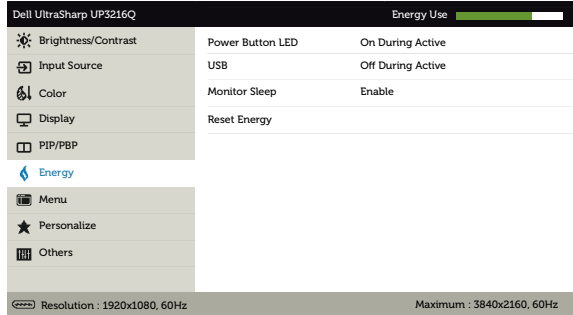 Dell UltraSharp UP3216Q Energy Use
Brightness/Contrast Power Button LED On During Active
Input Source USB Off During Active
Color Monitor Sleep Enable
Display Reset Energy
PIP/PBP
Energy
Menu
Personalize
Others
Resolution : 1920x1080, 60Hz Maximum : 3840x2160, 60Hz